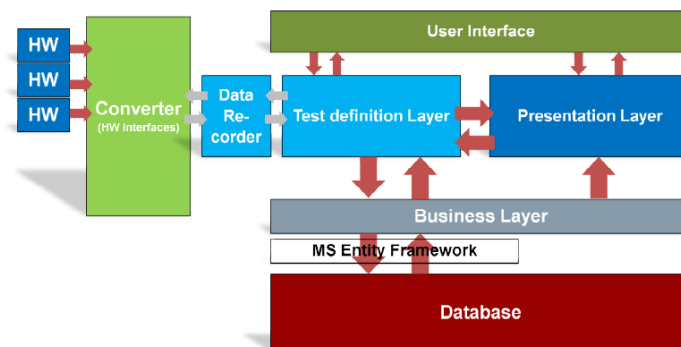 HW
HW
HW
Converter
(HW Interfaces)
Data
Re-
corder
User Interface
Test definition Layer
Presentation Layer
Business Layer
MS Entity Framework
Database